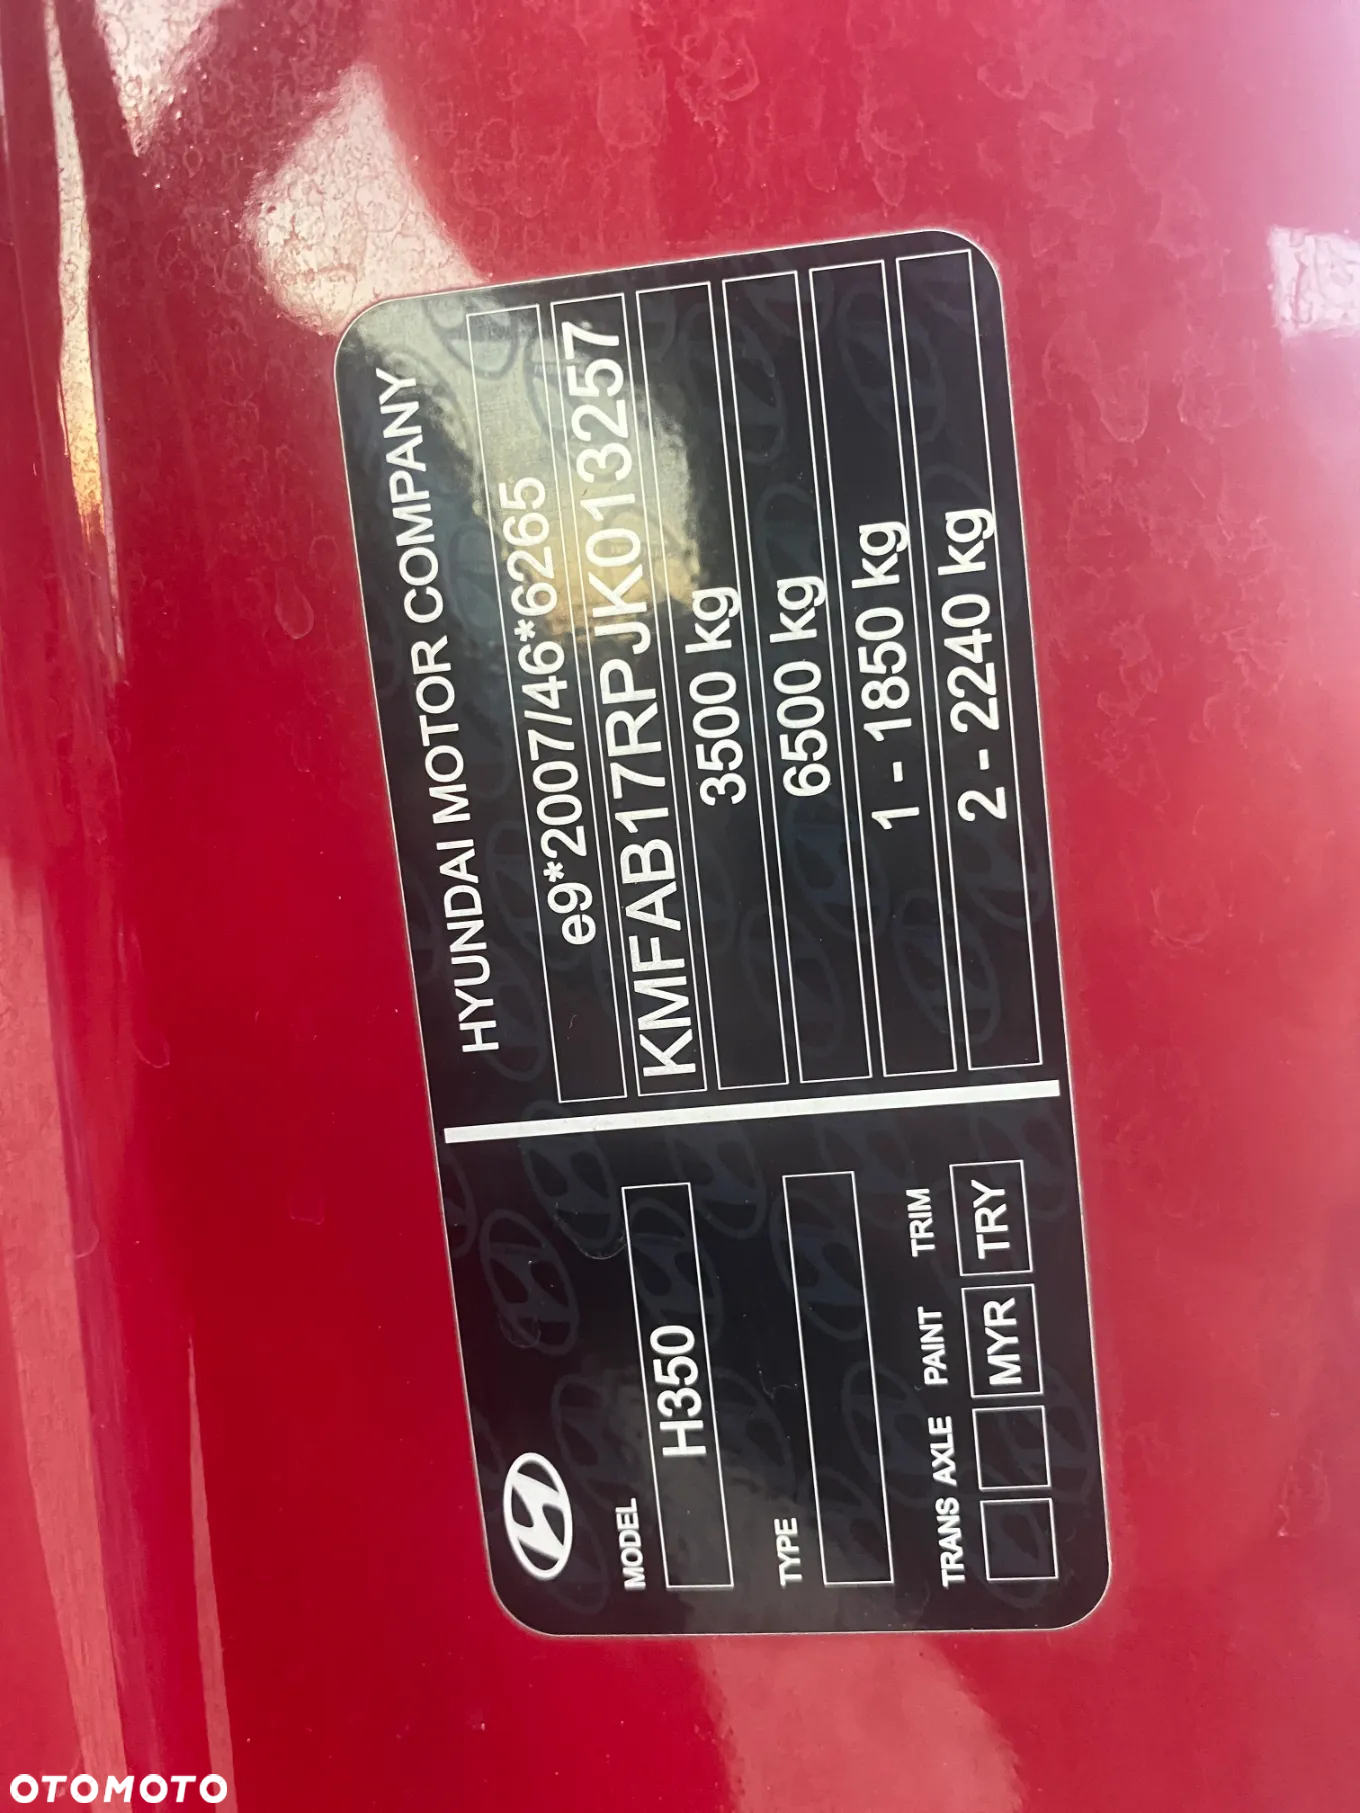 HYUNDAI MOTOR COMPANY
e9*2007/46*6265
KMFAB17RPJK013257
3500 kg
6500 kg
1 - 1850 kg
2 - 2240 kg
MODEL
H350
TYPE
TRANS AXLE PAINT TRIM
MYR TRY
OTOMOTO